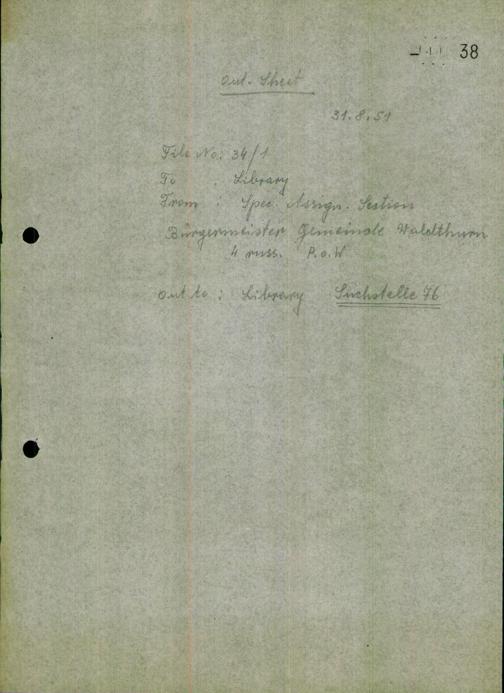 38
Out. Sheet
31.8.51
File No: 34/1
To : Library
From : Spec. Assign. Section
Bürgermeister Gemeinde Waldthurn
4 russ. P.o.W
out to : Library Suchstelle 76